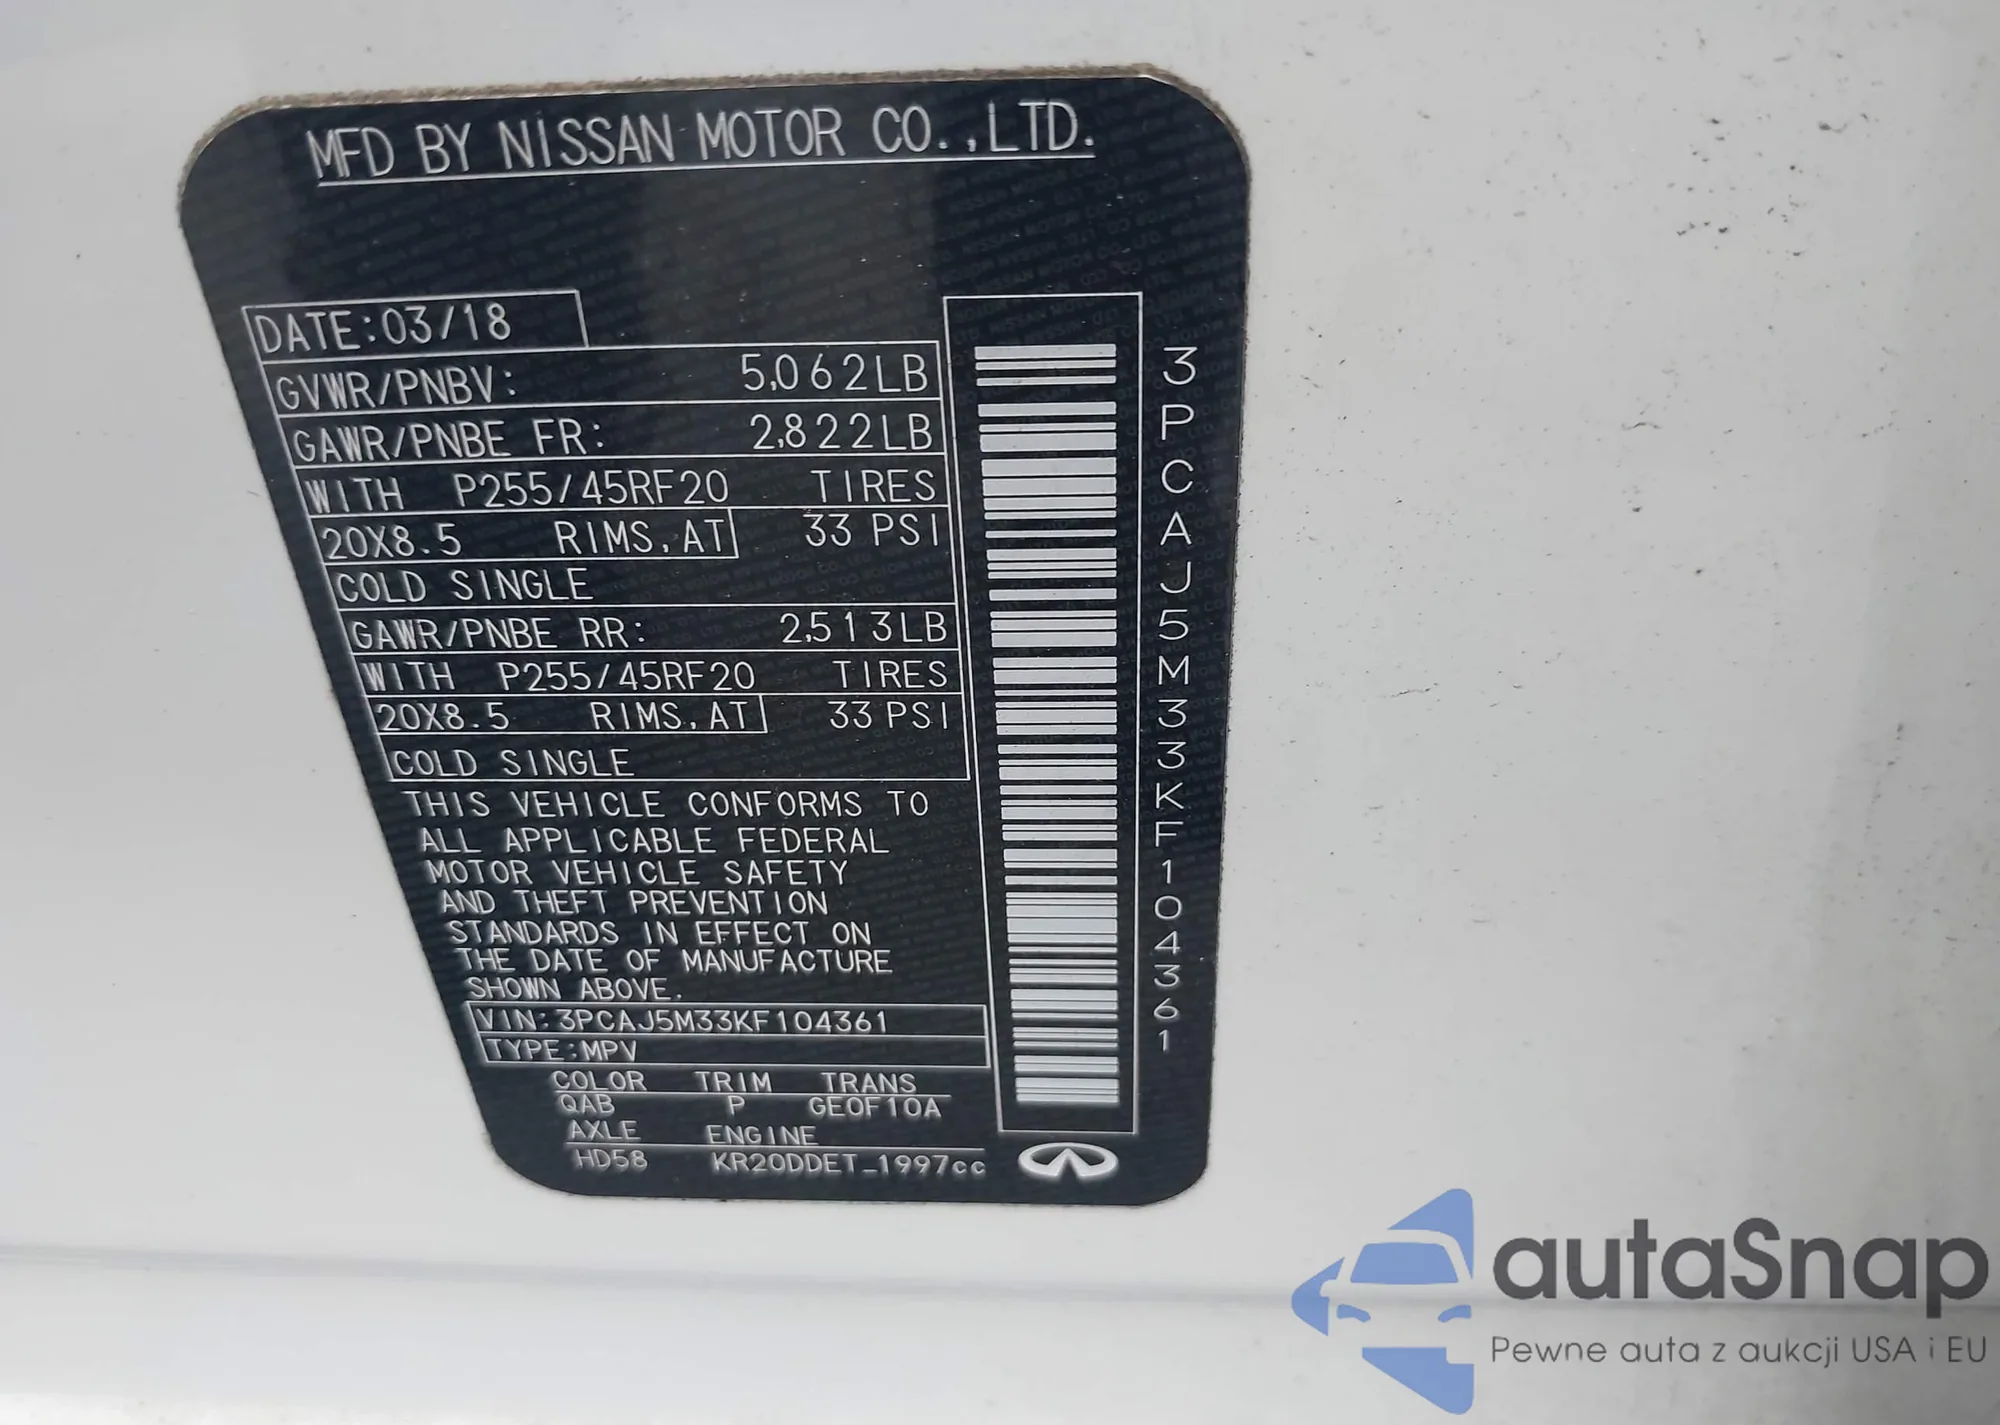 MFD BY NISSAN MOTOR CO.,LTD.
DATE:03/18
GVWR/PNBV: 5,062LB
GAWR/PNBE FR: 2,822LB
WITH P255/45RF20 TIRES
20X8.5 RIMS,AT 33 PSI
COLD SINGLE
GAWR/PNBE RR: 2,513LB
WITH P255/45RF20 TIRES
20X8.5 RIMS,AT 33 PSI
COLD SINGLE
THIS VEHICLE CONFORMS TO
ALL APPLICABLE FEDERAL
MOTOR VEHICLE SAFETY
AND THEFT PREVENTION
STANDARDS IN EFFECT ON
THE DATE OF MANUFACTURE
SHOWN ABOVE.
VIN:3PCAJ5M33KF104361
TYPE:MPV
COLOR TRIM TRANS
QAB P GE0F10A
AXLE ENGINE
HD58 KR20DDET_1997cc
3PCAJ5M33KF104361
autaSnap
Pewne auta z aukcji USA i EU